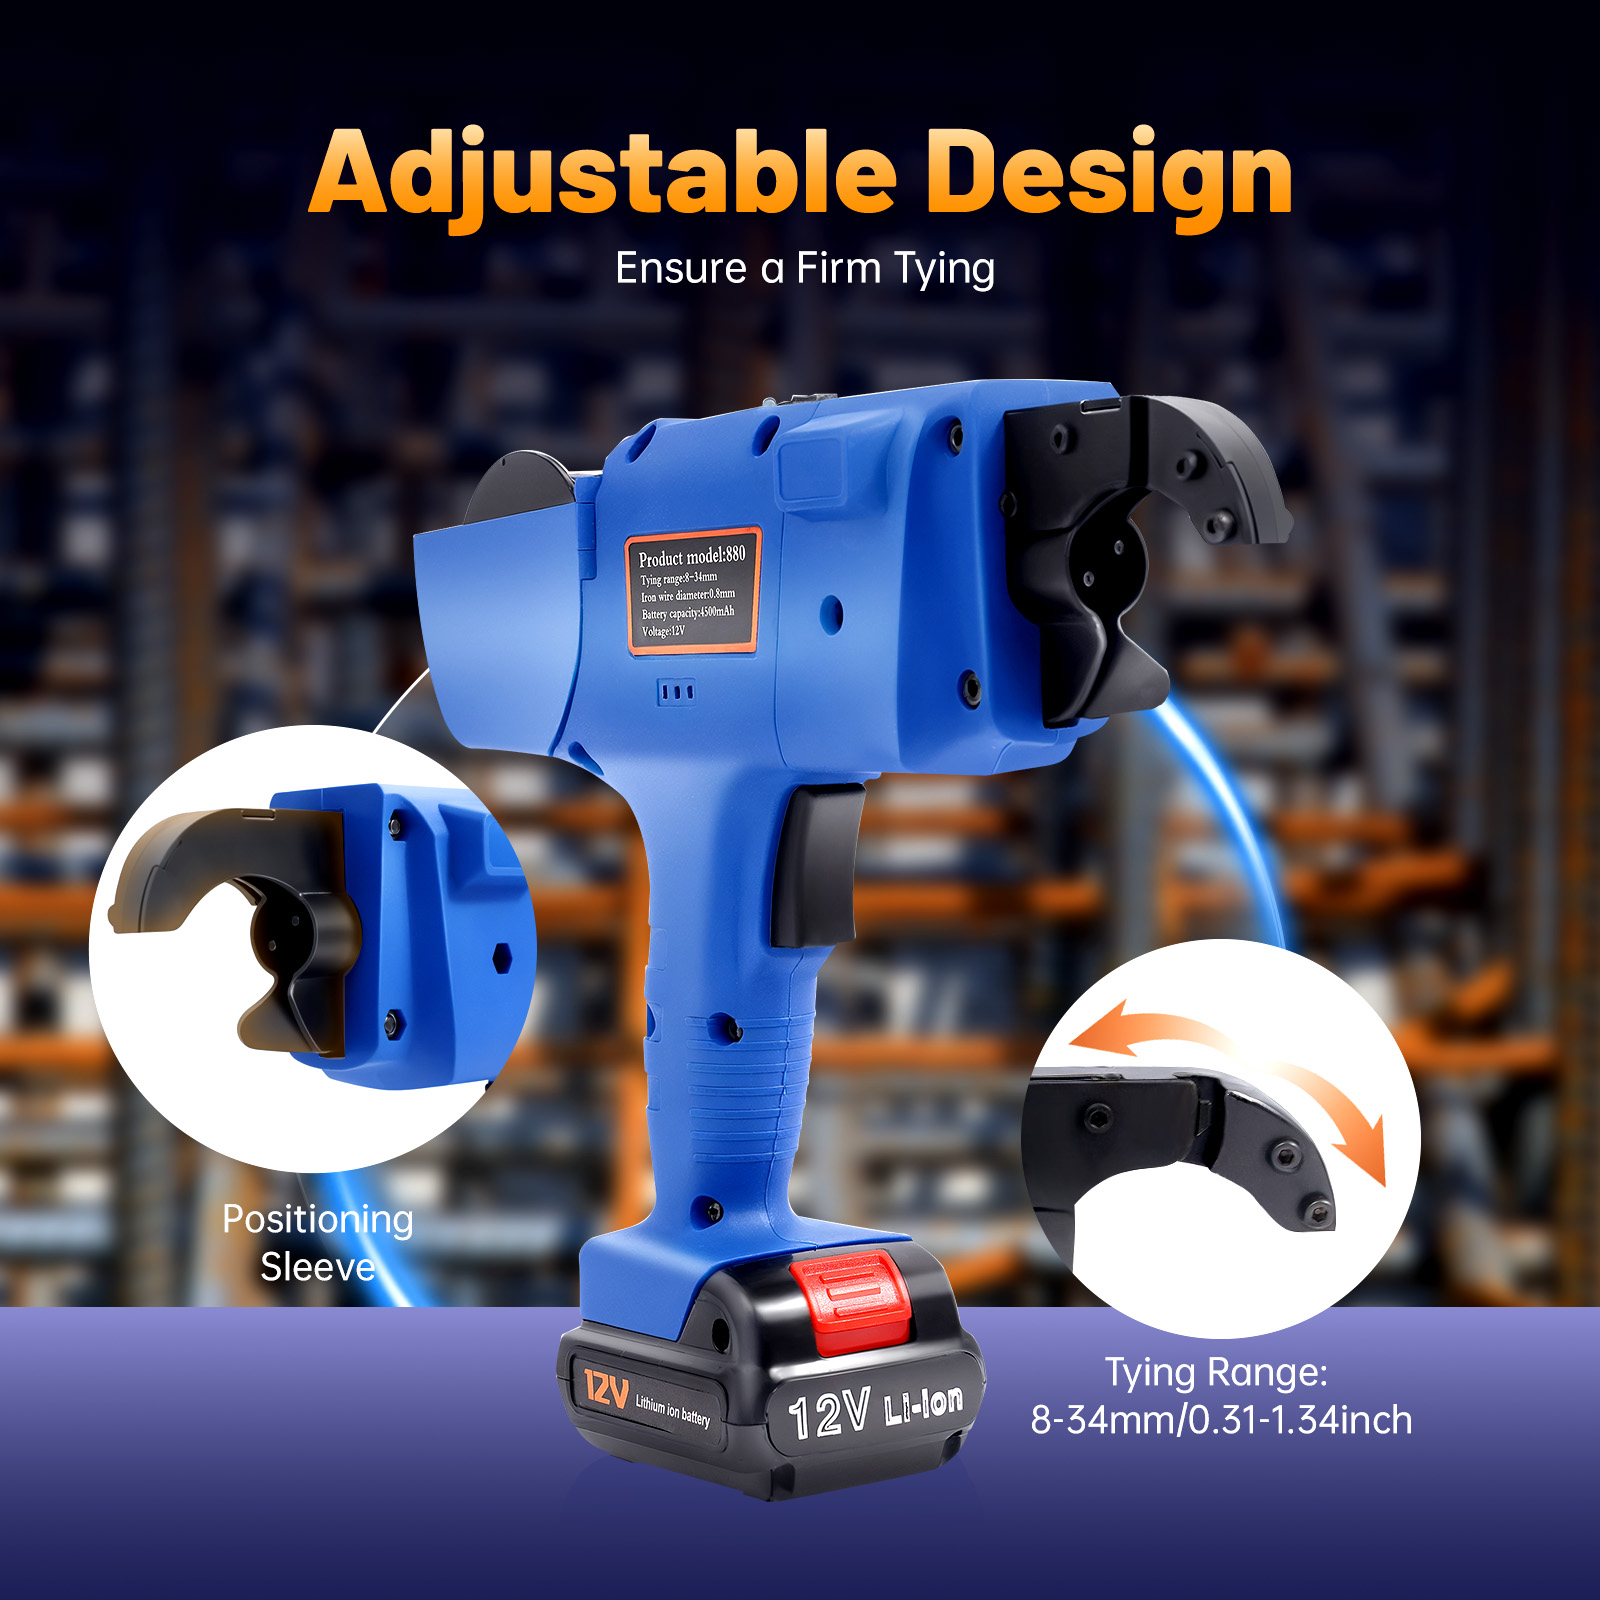 Adjustable Design
Ensure a Firm Tying
Product model:880
Tying range:8-34mm
Iron wire diameter:0.8mm
Battery capacity:4500mAh
Voltage:12V
Positioning
Sleeve
Tying Range:
8-34mm/0.31-1.34inch
12V Lithium ion battery
12V Li-Ion